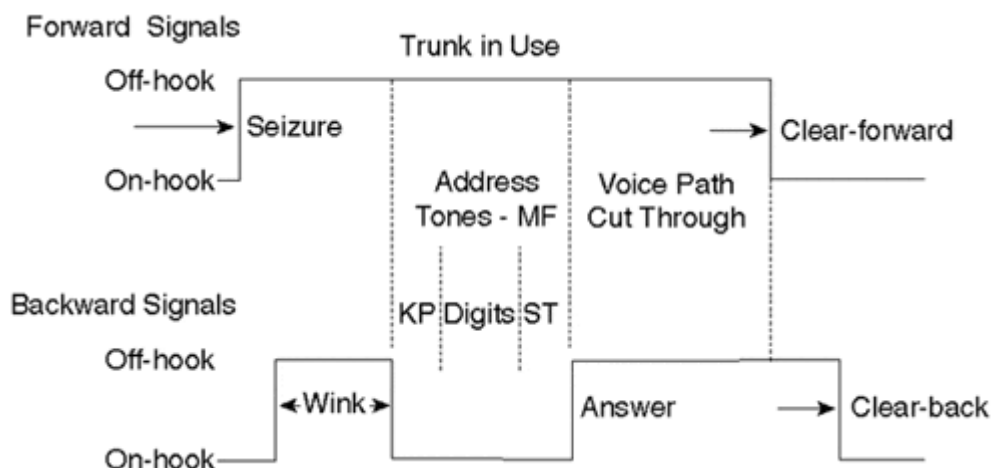 Forward Signals
Trunk in Use
Off-hook
Seizure
Clear-forward
On-hook
Address
Tones - MF
Voice Path
Cut Through
Backward Signals
KP Digits ST
Off-hook
Wink
Answer
Clear-back
On-hook